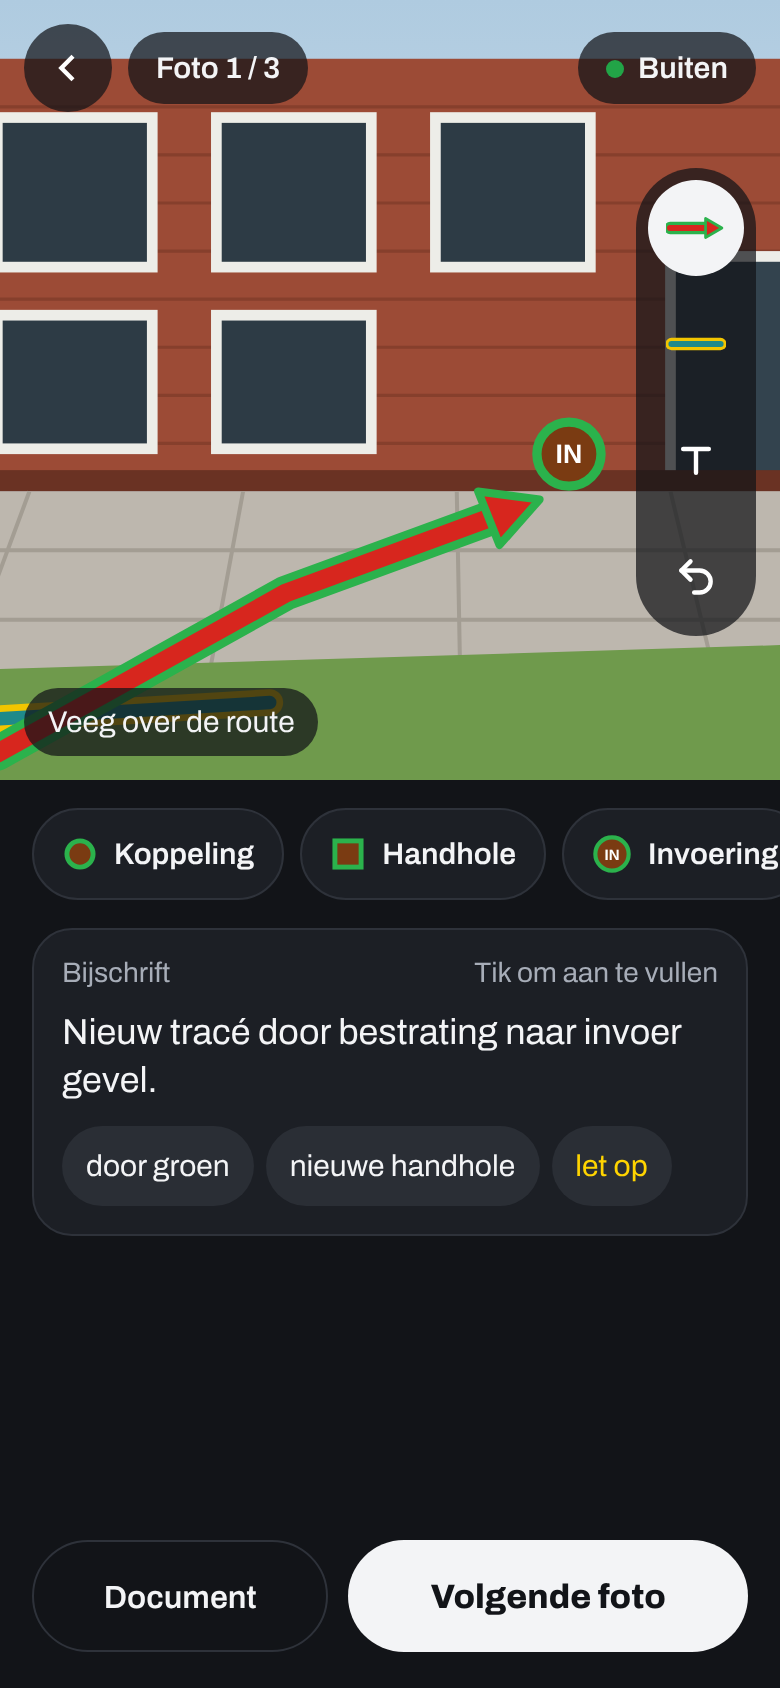 Foto 1 / 3
Buiten
T
IN
Veeg over de route
Koppeling
Handhole
IN Invoering
Bijschrift
Tik om aan te vullen
Nieuw tracé door bestrating naar invoer
gevel.
door groen
nieuwe handhole
let op
Document
Volgende foto